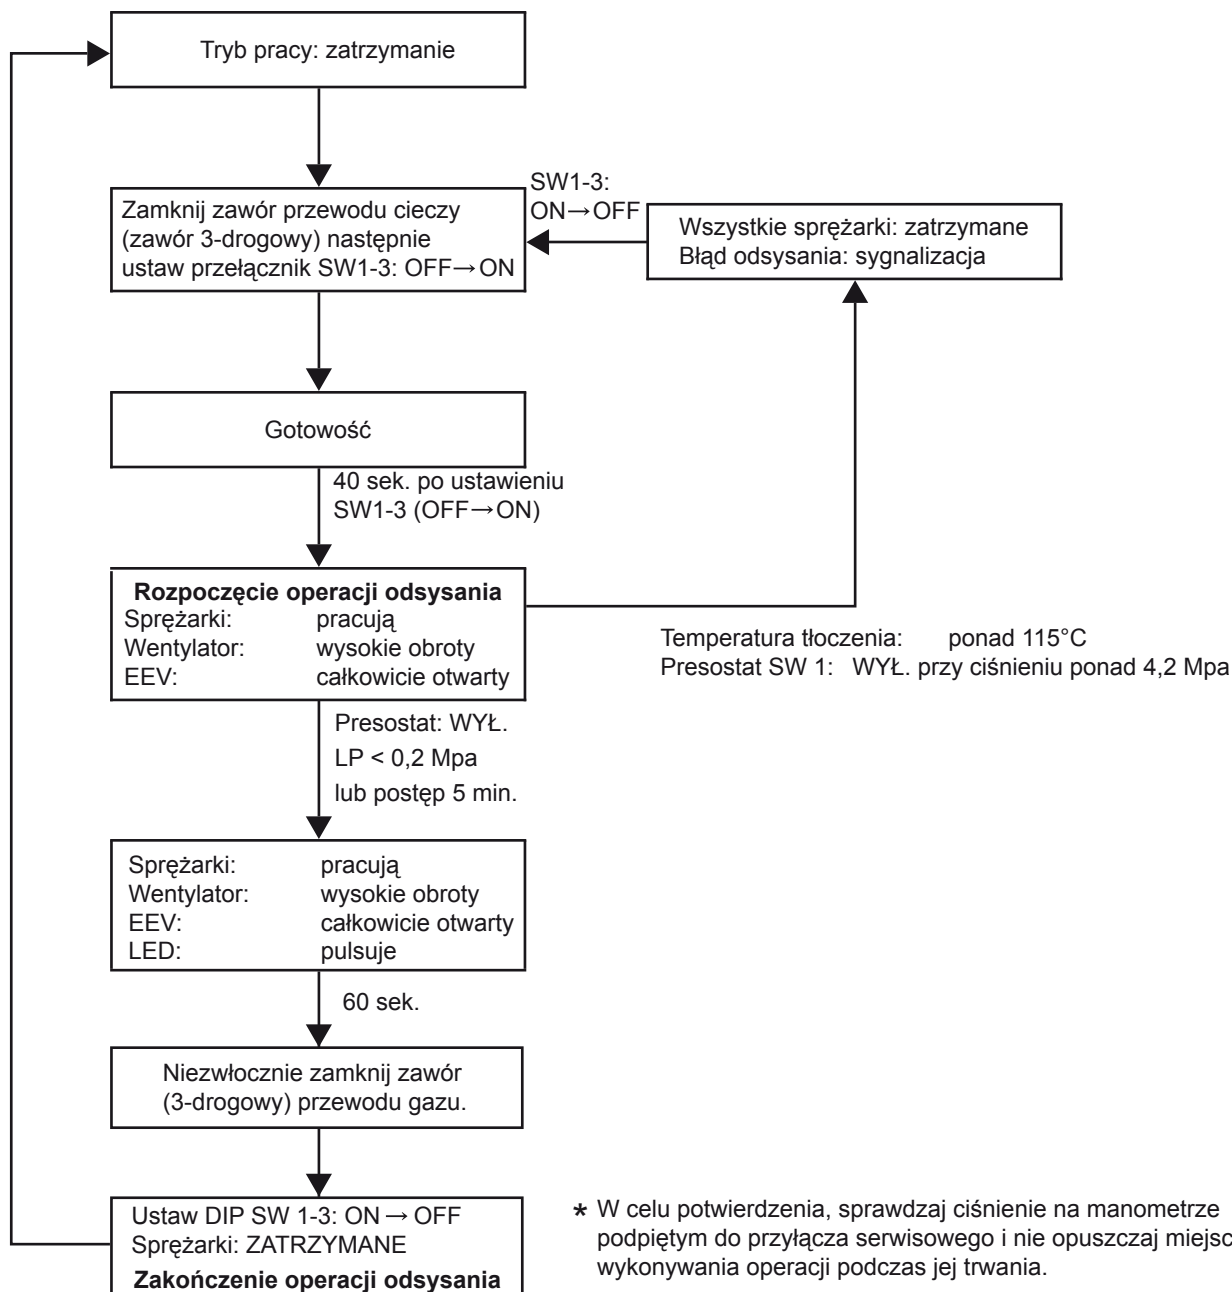 Tryb pracy: zatrzymanie
Zamknij zawór przewodu cieczy
(zawór 3-drogowy) następnie
ustaw przełącznik SW1-3: OFF→ON
SW1-3:
ON→OFF
Wszystkie sprężarki: zatrzymane
Błąd odsysania: sygnalizacja
Gotowość
40 sek. po ustawieniu
SW1-3 (OFF→ON)
Rozpoczęcie operacji odsysania
Sprężarki: pracują
Wentylator: wysokie obroty
EEV: całkowicie otwarty
Temperatura tłoczenia: ponad 115°C
Presostat SW 1: WYŁ. przy ciśnieniu ponad 4,2 Mpa
Presostat: WYŁ.
LP < 0,2 Mpa
lub postęp 5 min.
Sprężarki: pracują
Wentylator: wysokie obroty
EEV: całkowicie otwarty
LED: pulsuje
60 sek.
Niezwłocznie zamknij zawór
(3-drogowy) przewodu gazu.
Ustaw DIP SW 1-3: ON → OFF
Sprężarki: ZATRZYMANE
Zakończenie operacji odsysania
* W celu potwierdzenia, sprawdzaj ciśnienie na manometrze
podpiętym do przyłącza serwisowego i nie opuszczaj miejsc
wykonywania operacji podczas jej trwania.